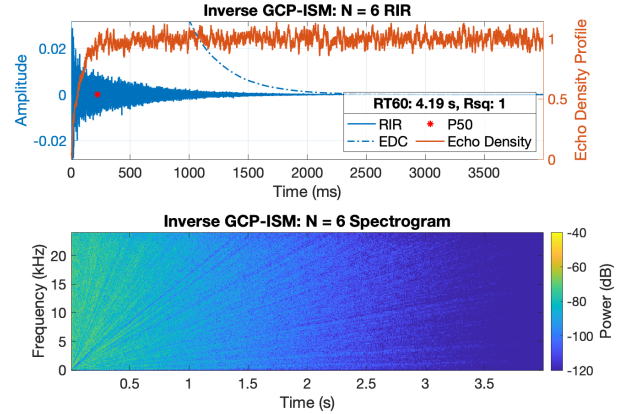 Inverse GCP-ISM: N = 6 RIR
Amplitude
0.02
0
-0.02
1
0.5
0
Echo Density Profile
RT60: 4.19 s, Rsq: 1
RIR
P50
EDC
Echo Density
0 500 1000 1500 2000 2500 3000 3500
Time (ms)
Inverse GCP-ISM: N = 6 Spectrogram
Frequency (kHz)
20
15
10
5
0
0.5 1 1.5 2 2.5 3 3.5
Time (s)
-40
-60
-80
-100
-120
Power (dB)